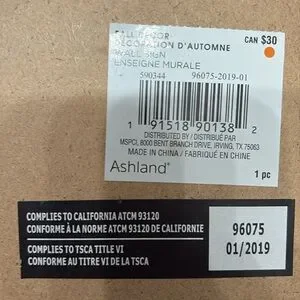 FALL DECOR
DÉCORATION D'AUTOMNE
WALL SIGN
ENSEIGNE MURALE
CAN $30
590344 96075-2019-01
1 91518 90138 2
DISTRIBUTED BY / DISTRIBUÉ PAR
MSPCI, 8000 BENT BRANCH DRIVE, IRVING, TX 75063
MADE IN CHINA / FABRIQUÉ EN CHINE
Ashland®
1 pc
COMPLIES TO CALIFORNIA ATCM 93120
CONFORME À LA NORME ATCM 93120 DE CALIFORNIE
COMPLIES TO TSCA TITLE VI
CONFORME AU TITRE VI DE LA TSCA
96075
01/2019